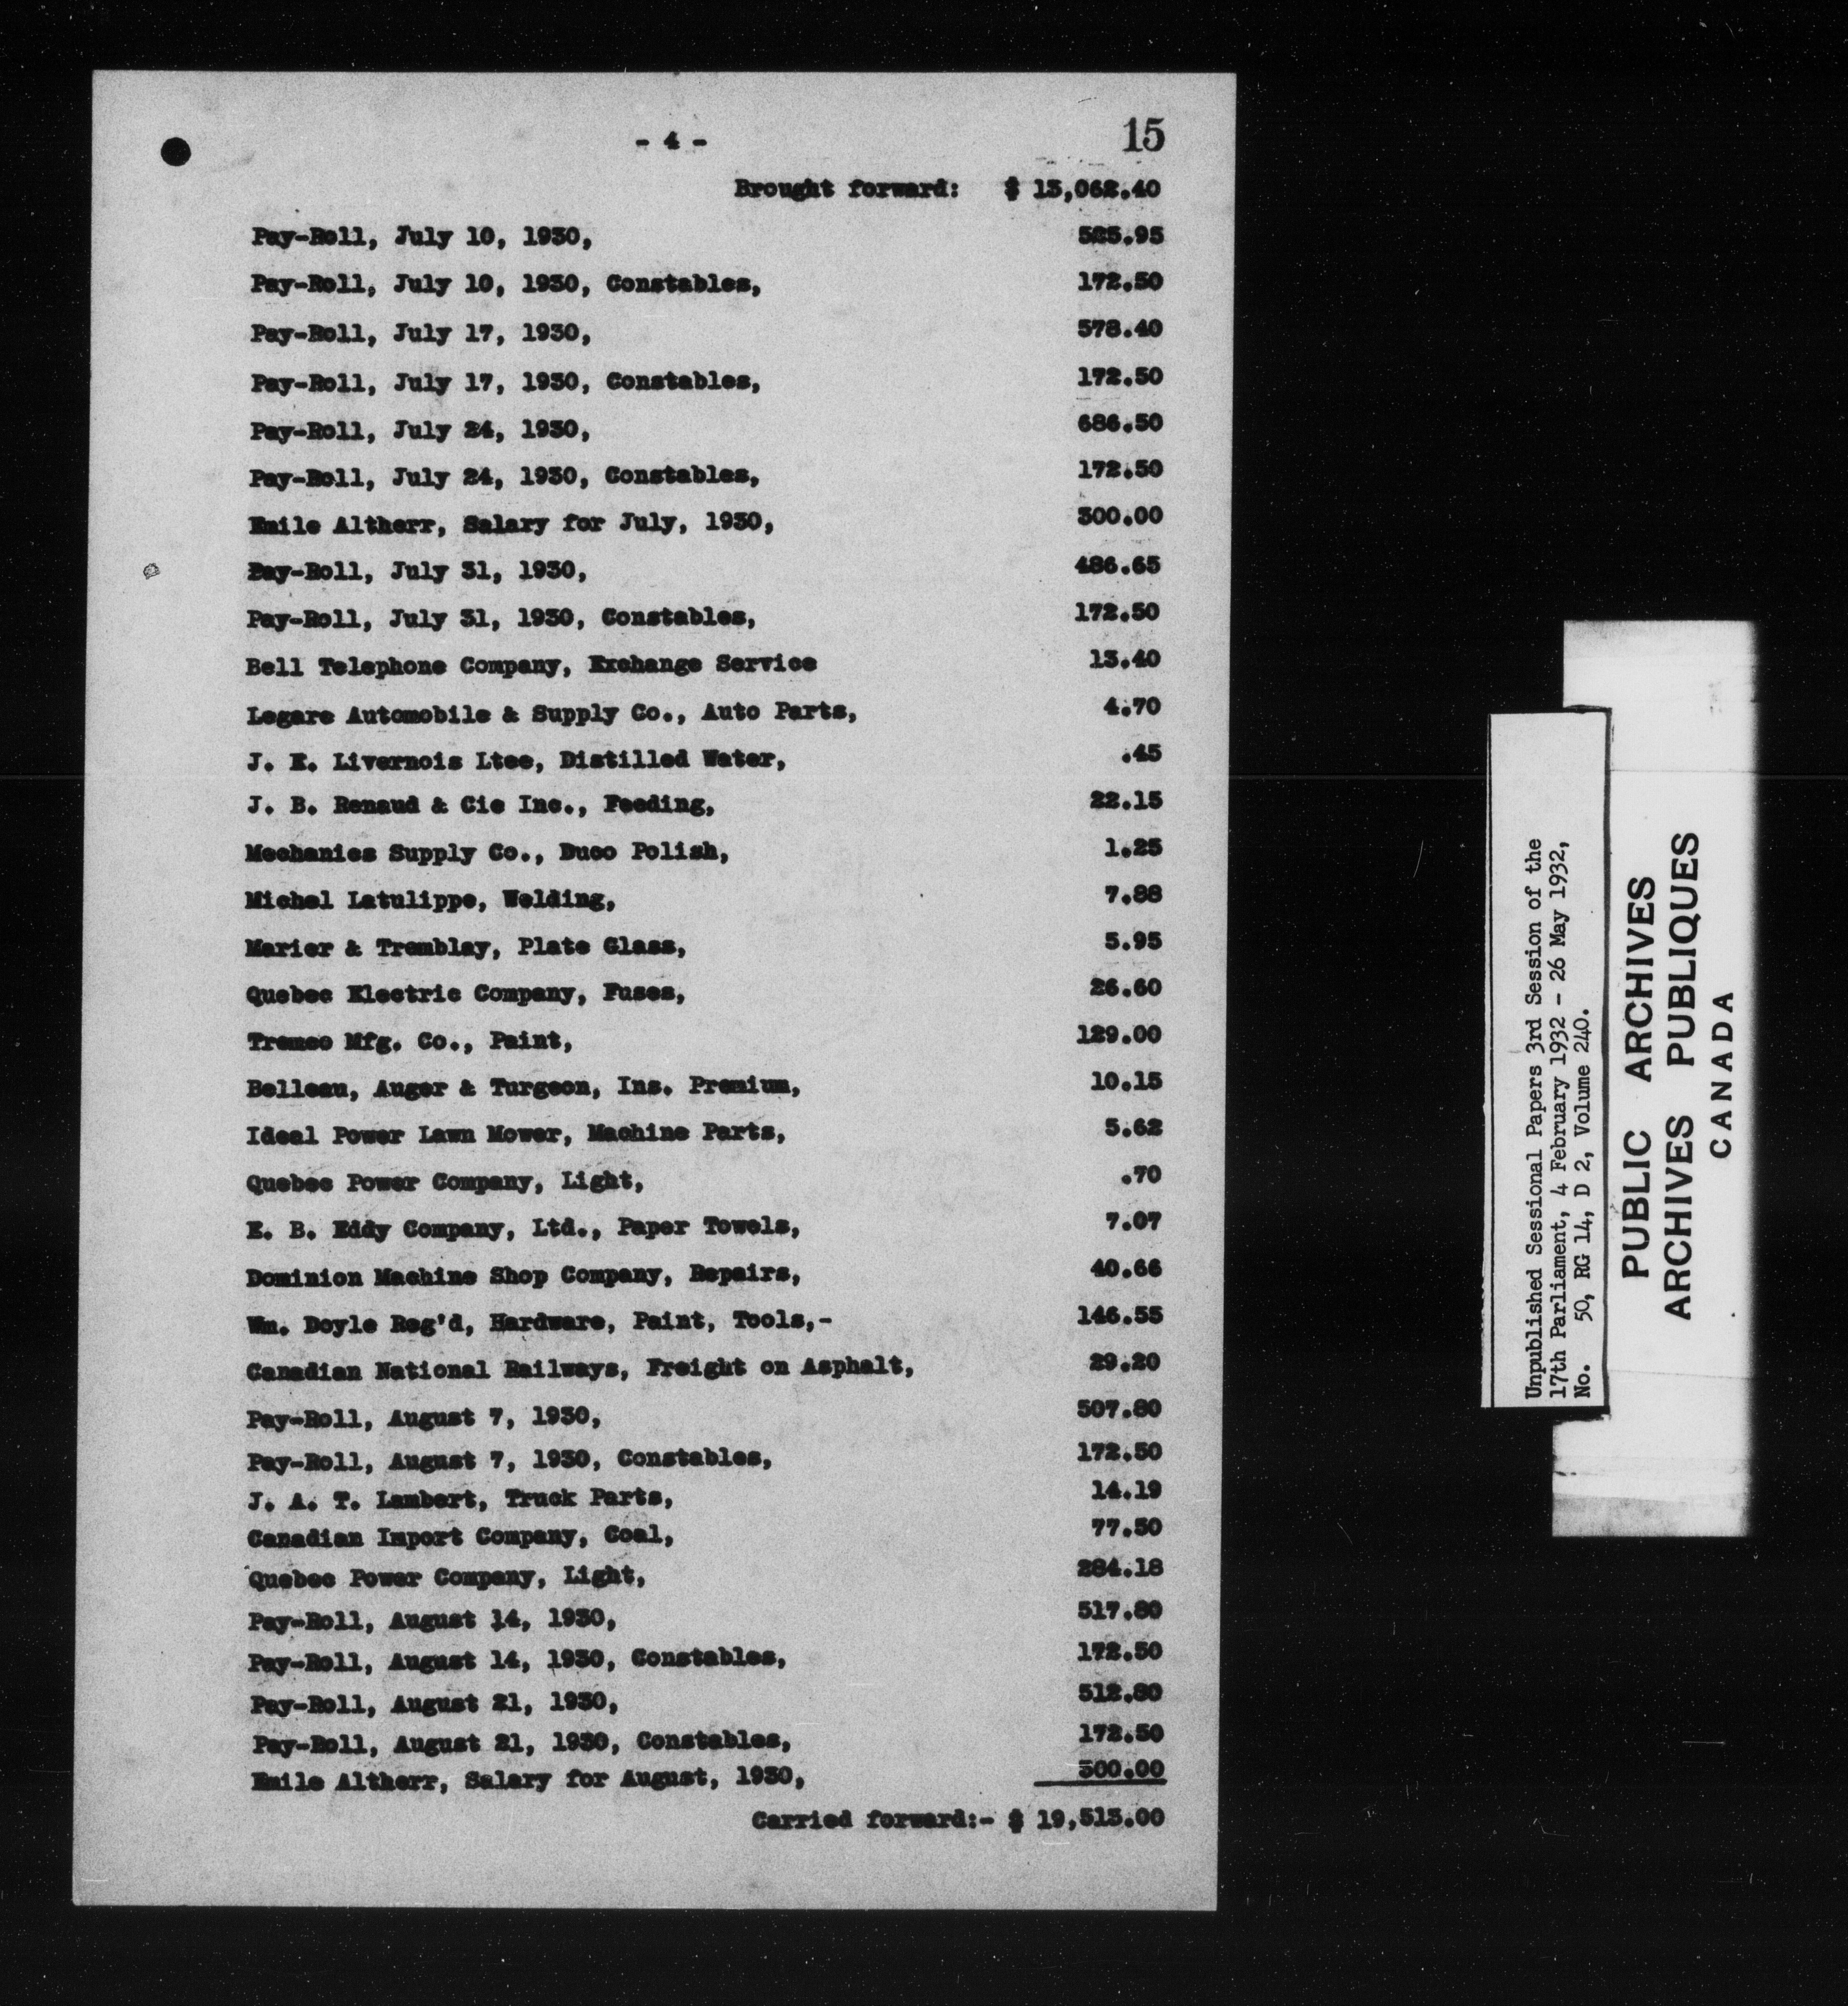 - 4 -
15
Brought forward: $ 13,062.40
Pay-Roll, July 10, 1930, 525.95
Pay-Roll, July 10, 1930, Constables, 172.50
Pay-Roll, July 17, 1930, 578.40
Pay-Roll, July 17, 1930, Constables, 172.50
Pay-Roll, July 24, 1930, 686.50
Pay-Roll, July 24, 1930, Constables, 172.50
Emile Altherr, Salary for July, 1930, 300.00
Pay-Roll, July 31, 1930, 486.65
Pay-Roll, July 31, 1930, Constables, 172.50
Bell Telephone Company, Exchange Service 13.40
Legare Automobile & Supply Co., Auto Parts, 4.70
J. E. Livernois Ltee, Distilled Water, .45
J. B. Renaud & Cie Inc., Feeding, 22.15
Mechanics Supply Co., Duco Polish, 1.25
Michel Latulippe, Welding, 7.88
Marier & Tremblay, Plate Glass, 5.95
Quebec Electric Company, Fuses, 26.60
Tremco Mfg. Co., Paint, 129.00
Belleau, Auger & Turgeon, Ins. Premium, 10.15
Ideal Power Lawn Mower, Machine Parts, 5.62
Quebec Power Company, Light, .70
E. B. Eddy Company, Ltd., Paper Towels, 7.07
Dominion Machine Shop Company, Repairs, 40.66
Wm. Doyle Reg'd, Hardware, Paint, Tools,- 146.55
Canadian National Railways, Freight on Asphalt, 29.20
Pay-Roll, August 7, 1930, 507.80
Pay-Roll, August 7, 1930, Constables, 172.50
J. A. T. Lambert, Truck Parts, 14.19
Canadian Import Company, Coal, 77.50
Quebec Power Company, Light, 284.18
Pay-Roll, August 14, 1930, 517.80
Pay-Roll, August 14, 1930, Constables, 172.50
Pay-Roll, August 21, 1930, 512.80
Pay-Roll, August 21, 1930, Constables, 172.50
Emile Altherr, Salary for August, 1930, 300.00
Carried forward:- $ 19,513.00
Unpublished Sessional Papers 3rd Session of the
17th Parliament, 4 February 1932 - 26 May 1932,
No. 50, RG 14, D 2, Volume 240.
PUBLIC ARCHIVES
ARCHIVES PUBLIQUES
CANADA